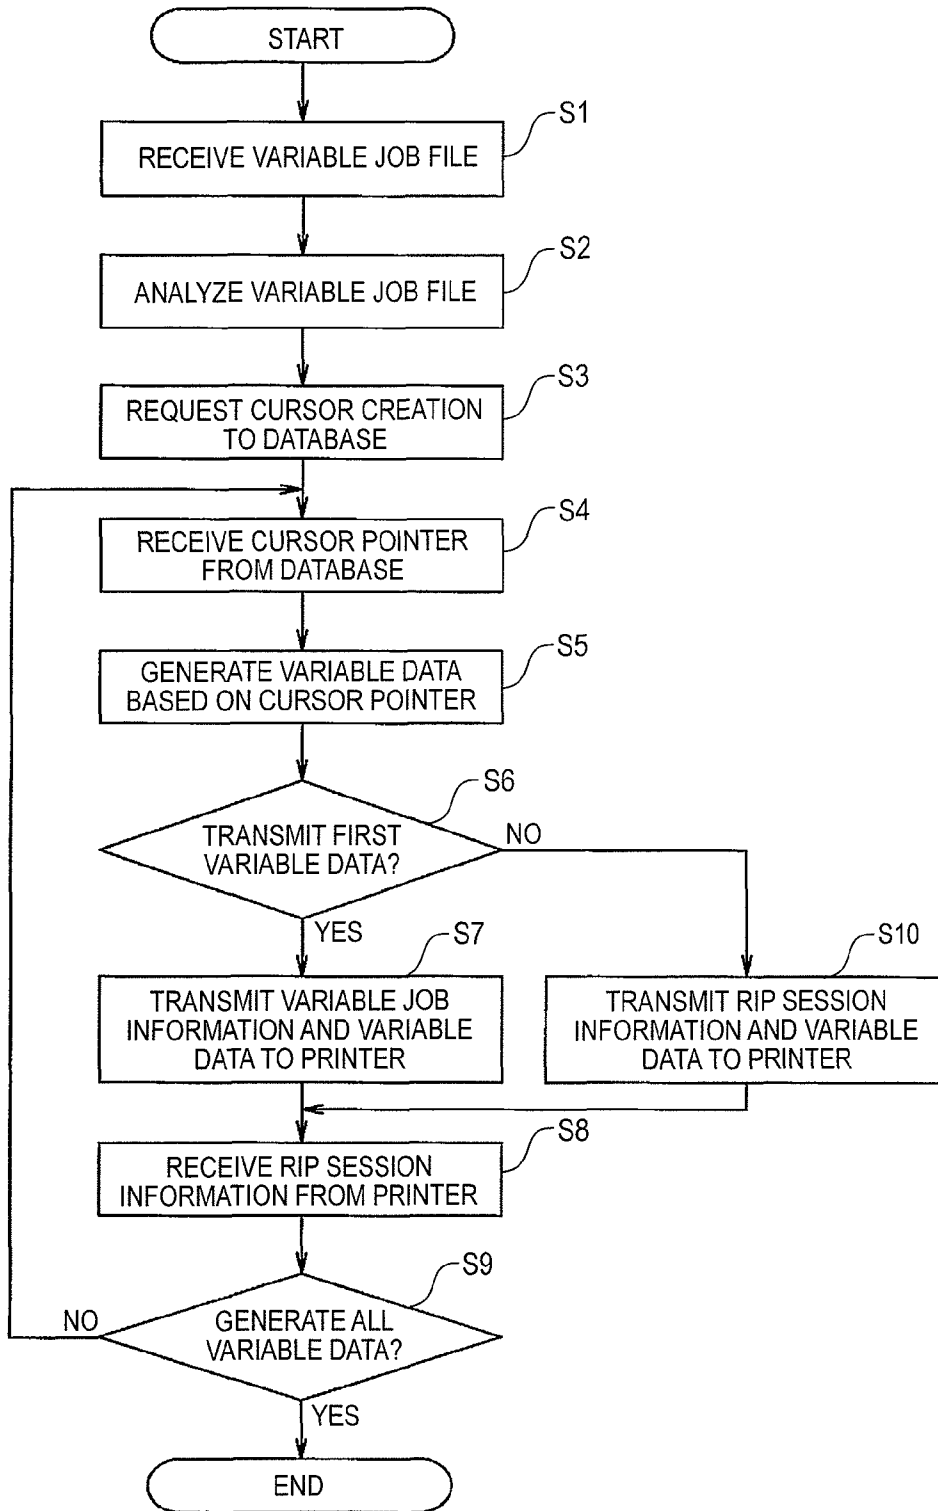 START
S1
RECEIVE VARIABLE JOB FILE
S2
ANALYZE VARIABLE JOB FILE
S3
REQUEST CURSOR CREATION
TO DATABASE
S4
RECEIVE CURSOR POINTER
FROM DATABASE
S5
GENERATE VARIABLE DATA
BASED ON CURSOR POINTER
S6
TRANSMIT FIRST
VARIABLE DATA?
NO
YES
S7
TRANSMIT VARIABLE JOB
INFORMATION AND VARIABLE
DATA TO PRINTER
S10
TRANSMIT RIP SESSION
INFORMATION AND VARIABLE
DATA TO PRINTER
S8
RECEIVE RIP SESSION
INFORMATION FROM PRINTER
S9
GENERATE ALL
VARIABLE DATA?
NO
YES
END